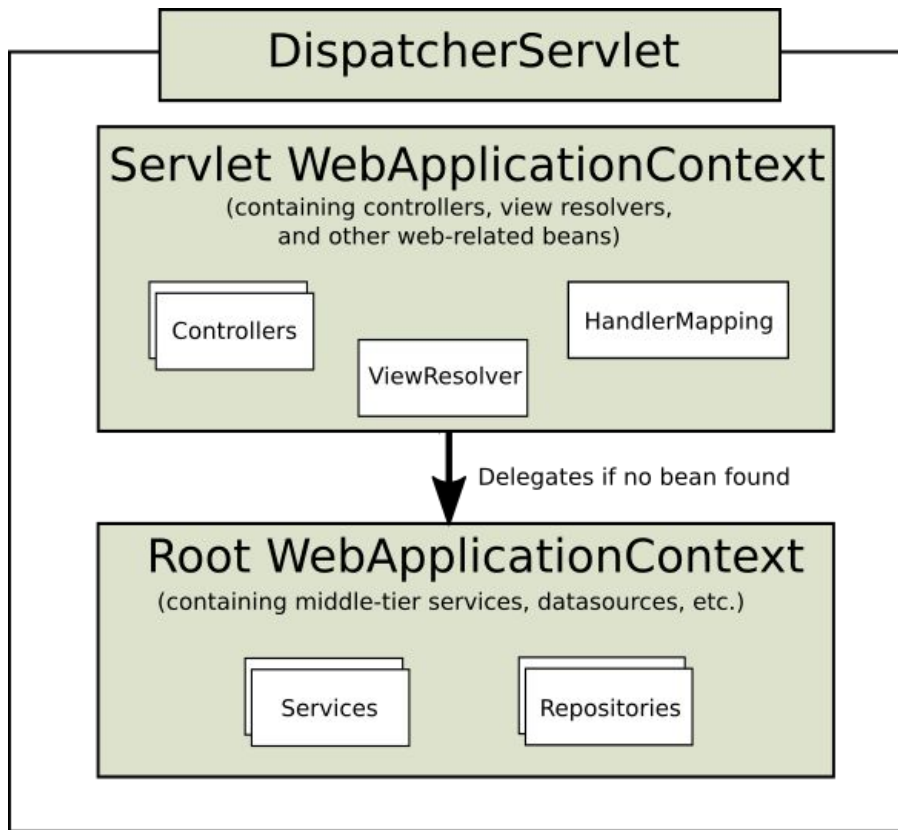 DispatcherServlet
Servlet WebApplicationContext
(containing controllers, view resolvers,
and other web-related beans)
Controllers
HandlerMapping
ViewResolver
Delegates if no bean found
Root WebApplicationContext
(containing middle-tier services, datasources, etc.)
Services
Repositories